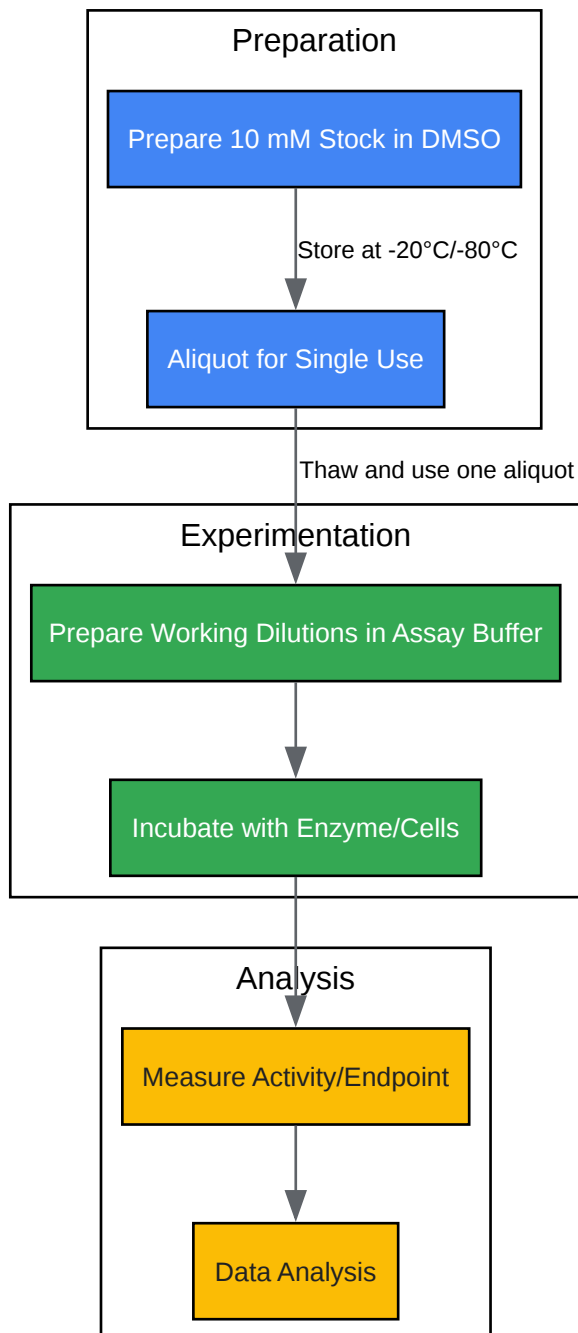 Preparation
Prepare 10 mM Stock in DMSO
Store at -20°C/-80°C
Aliquot for Single Use
Thaw and use one aliquot
Experimentation
Prepare Working Dilutions in Assay Buffer
Incubate with Enzyme/Cells
Analysis
Measure Activity/Endpoint
Data Analysis